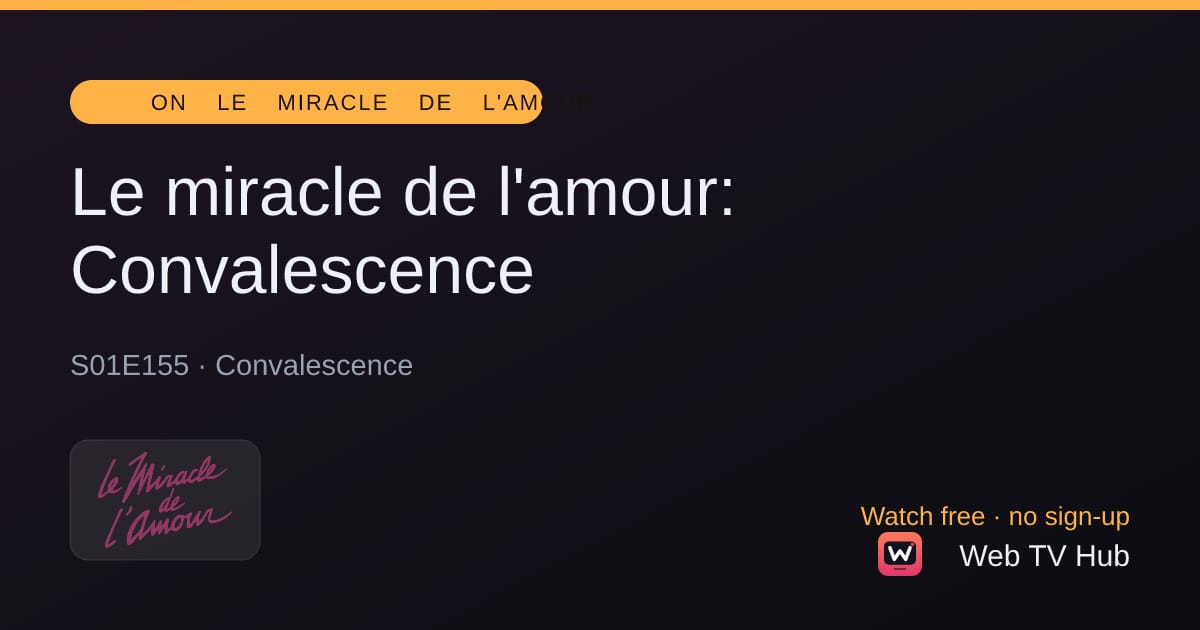 ON LE MIRACLE DE L'AMOUR
Le miracle de l'amour:
Convalescence
S01E155 · Convalescence
Le Miracle
de
l'Amour
Watch free · no sign-up
W
Web TV Hub